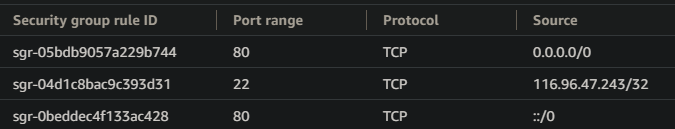 Security group rule ID Port range Protocol Source
sgr-05bdb9057a229b744 80 TCP 0.0.0.0/0
sgr-04d1c8bac9c393d31 22 TCP 116.96.47.243/32
sgr-0beddec4f133ac428 80 TCP ::/0